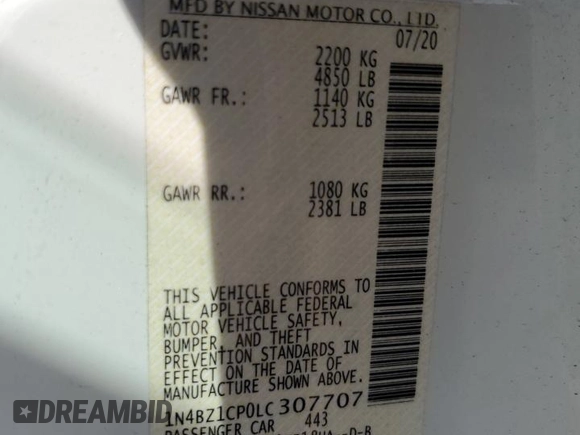 MFD BY NISSAN MOTOR CO., LTD.
DATE: 07/20
GVWR: 2200 KG
4850 LB
GAWR FR.: 1140 KG
2513 LB
GAWR RR.: 1080 KG
2381 LB
THIS VEHICLE CONFORMS TO
ALL APPLICABLE FEDERAL
MOTOR VEHICLE SAFETY,
BUMPER, AND THEFT
PREVENTION STANDARDS IN
EFFECT ON THE DATE OF
MANUFACTURE SHOWN ABOVE.
1N4BZ1CP0LC307707
PASSENGER CAR 443
DREAMBID